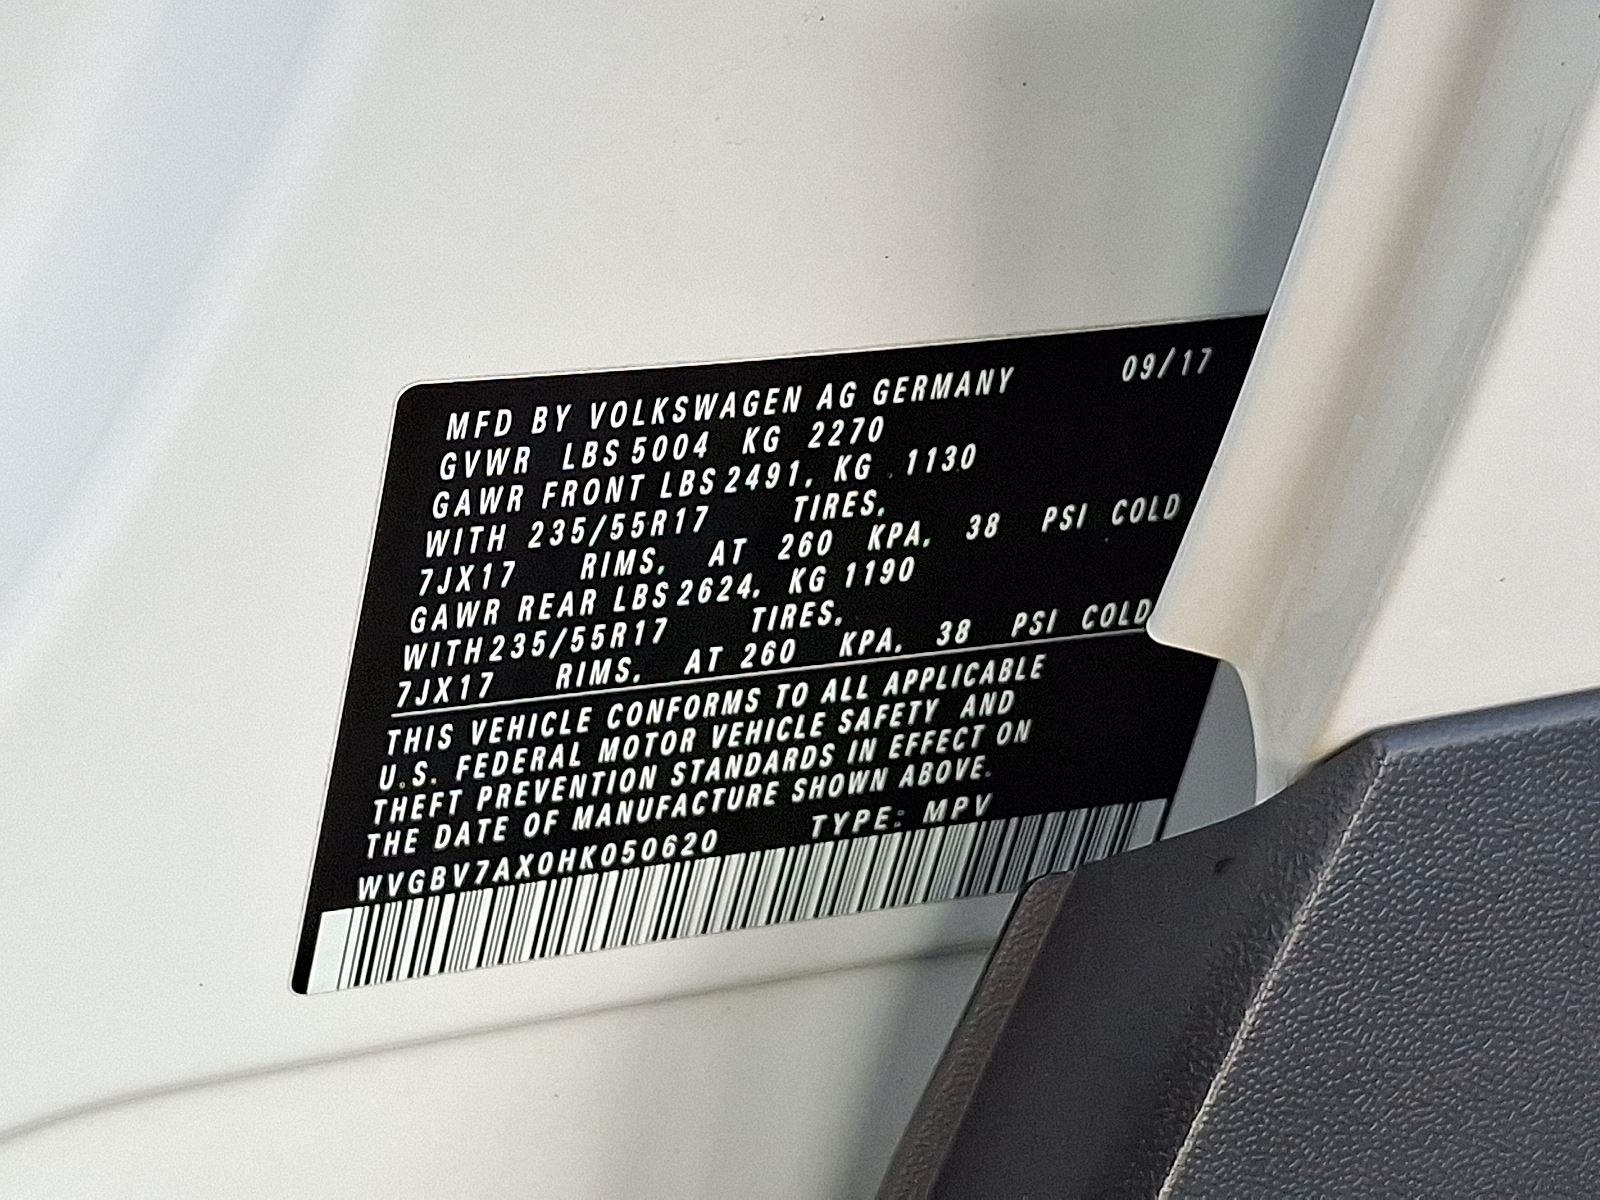 MFD BY VOLKSWAGEN AG GERMANY 09/17
GVWR LBS 5004 KG 2270
GAWR FRONT LBS 2491, KG 1130
WITH 235/55R17 TIRES,
7JX17 RIMS, AT 260 KPA, 38 PSI COLD
GAWR REAR LBS 2624, KG 1190
WITH 235/55R17 TIRES,
7JX17 RIMS, AT 260 KPA, 38 PSI COLD
THIS VEHICLE CONFORMS TO ALL APPLICABLE
U.S. FEDERAL MOTOR VEHICLE SAFETY AND
THEFT PREVENTION STANDARDS IN EFFECT ON
THE DATE OF MANUFACTURE SHOWN ABOVE.
WVGBV7AX0HK050620 TYPE: MPV